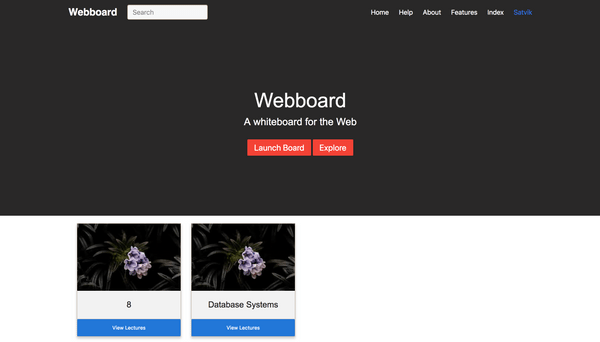 Webboard Search Home Help About Features Index Satvik
Webboard
A whiteboard for the Web
Launch Board Explore
8 Database Systems
View Lectures View Lectures